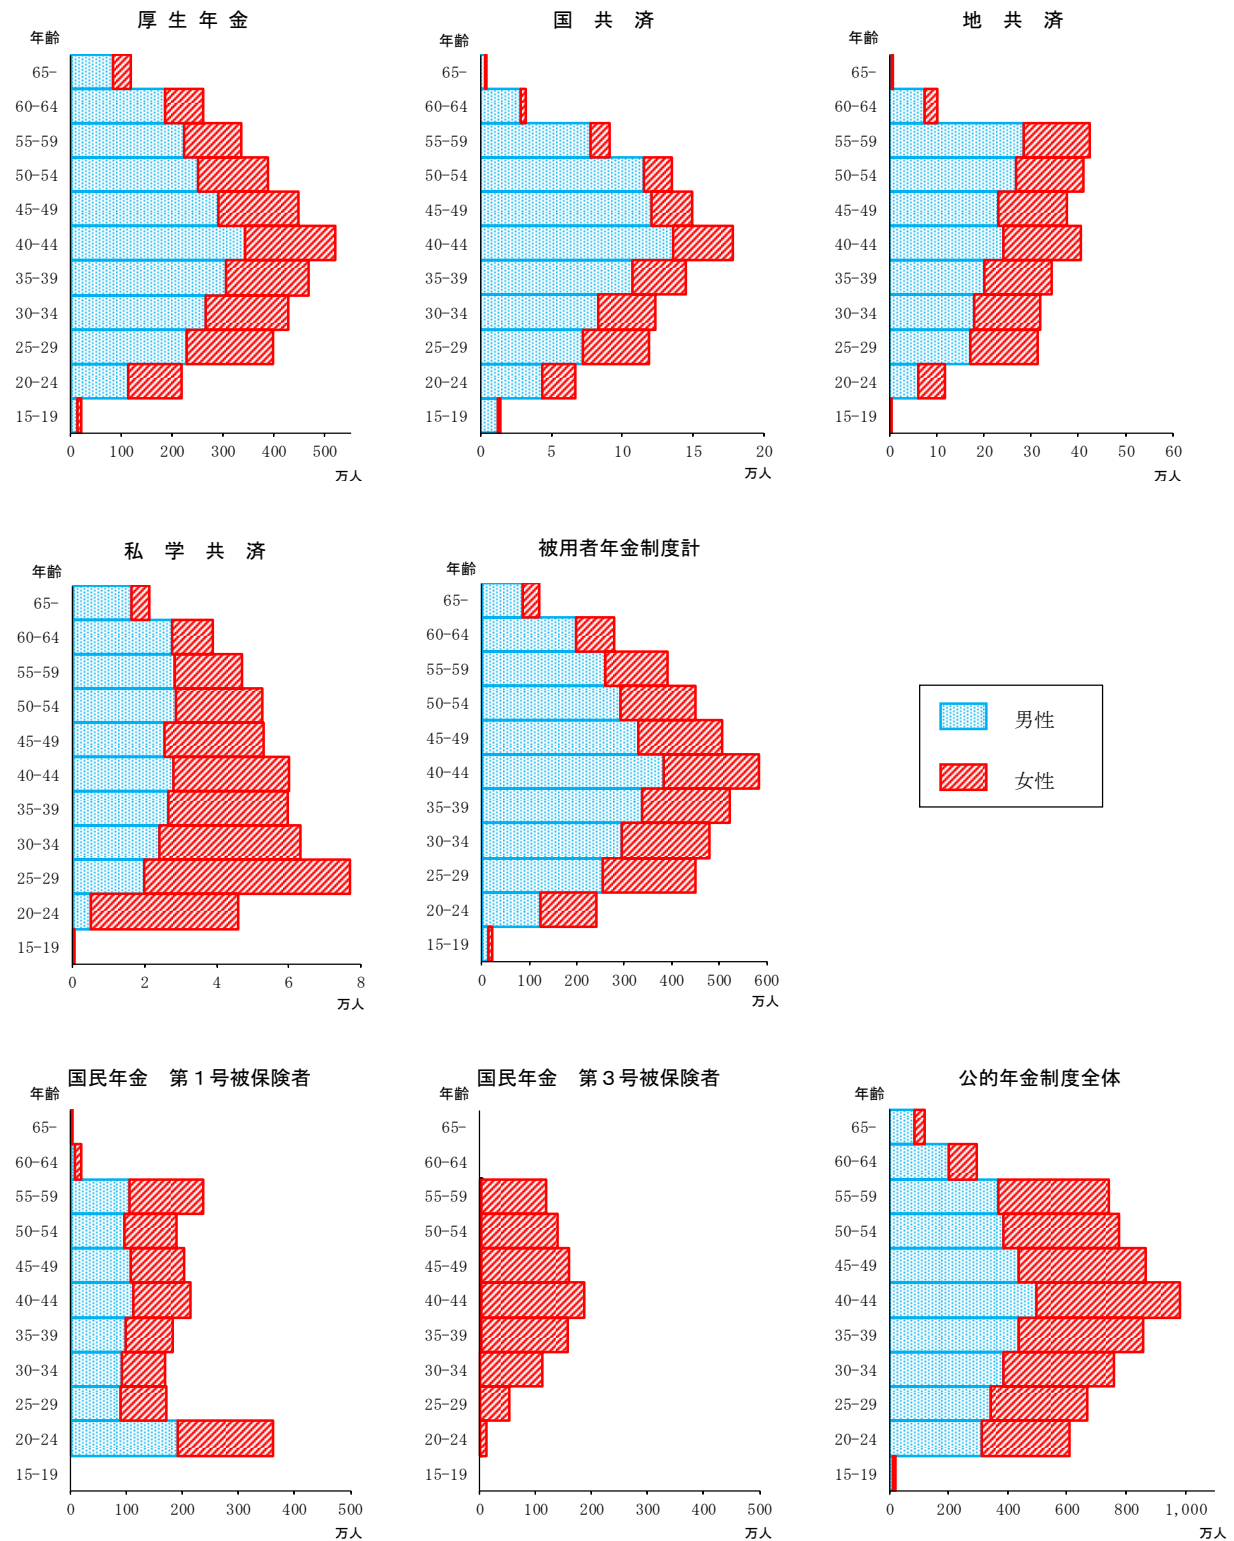 厚 生 年 金
年齢
65-
60-64
55-59
50-54
45-49
40-44
35-39
30-34
25-29
20-24
15-19
0 100 200 300 400 500
万人
国 共 済
年齢
65-
60-64
55-59
50-54
45-49
40-44
35-39
30-34
25-29
20-24
15-19
0 5 10 15 20
万人
地 共 済
年齢
65-
60-64
55-59
50-54
45-49
40-44
35-39
30-34
25-29
20-24
15-19
0 10 20 30 40 50 60
万人
私 学 共 済
年齢
65-
60-64
55-59
50-54
45-49
40-44
35-39
30-34
25-29
20-24
15-19
0 2 4 6 8
万人
被用者年金制度計
年齢
65-
60-64
55-59
50-54
45-49
40-44
35-39
30-34
25-29
20-24
15-19
0 100 200 300 400 500 600
万人
男性
女性
国民年金 第1号被保険者
年齢
65-
60-64
55-59
50-54
45-49
40-44
35-39
30-34
25-29
20-24
15-19
0 100 200 300 400 500
万人
国民年金 第3号被保険者
年齢
65-
60-64
55-59
50-54
45-49
40-44
35-39
30-34
25-29
20-24
15-19
0 100 200 300 400 500
万人
公的年金制度全体
年齢
65-
60-64
55-59
50-54
45-49
40-44
35-39
30-34
25-29
20-24
15-19
0 200 400 600 800 1,000
万人